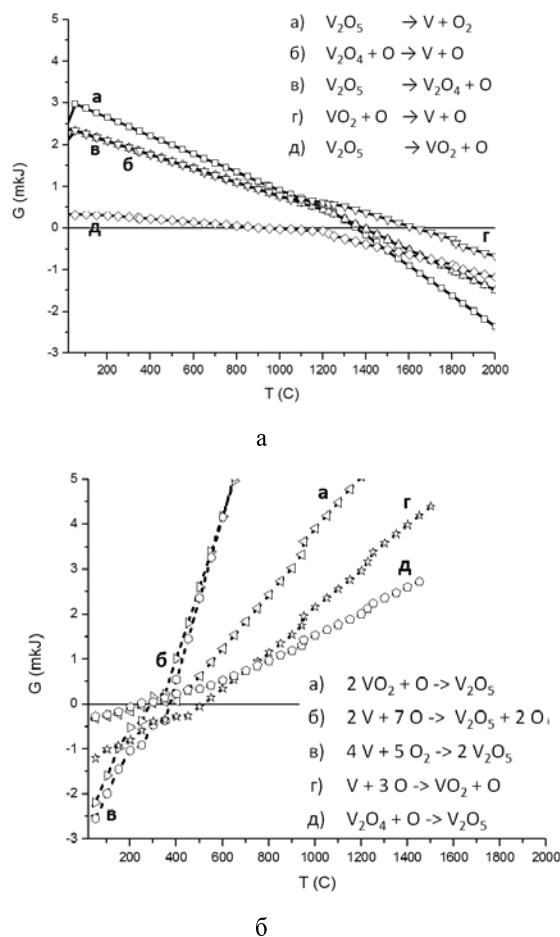 а) V₂O₅ → V + O₂
б) V₂O₄ + O → V + O
в) V₂O₅ → V₂O₄ + O
г) VO₂ + O → V + O
д) V₂O₅ → VO₂ + O
5
4
3
2
1
0
-1
-2
-3
G (mkJ)
а
в
б
д
г
200 400 600 800 1000 1200 1400 1600 1800 2000
T (C)
а
5
4
3
2
1
0
-1
-2
-3
G (mkJ)
а
г
д
б
в
а) 2 VO₂ + O -> V₂O₅
б) 2 V + 7 O -> V₂O₅ + 2 O
в) 4 V + 5 O₂ -> 2 V₂O₅
г) V + 3 O -> VO₂ + O
д) V₂O₄ + O -> V₂O₅
200 400 600 800 1000 1200 1400 1600 1800 2000
T (C)
б